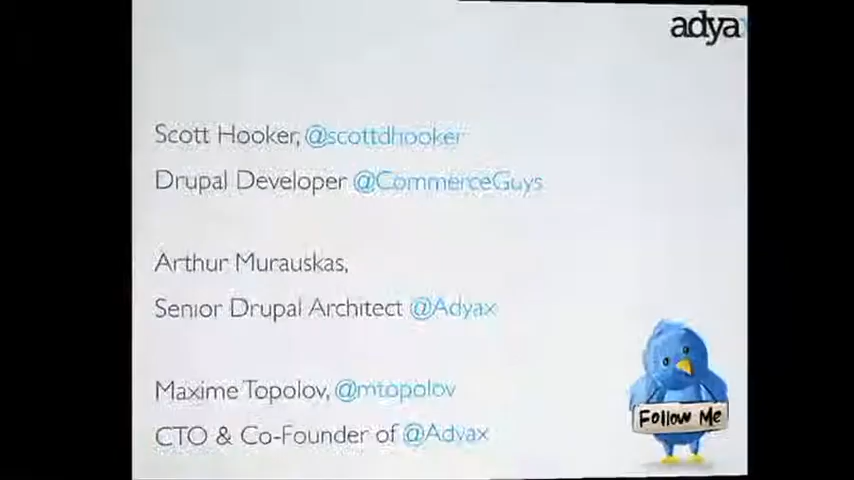 adyax
Scott Hooker, @scottdhooker
Drupal Developer @CommerceGuys
Arthur Murauskas,
Senior Drupal Architect @Adyax
Maxime Topolov, @mtopolov
CTO & Co-Founder of @Adyax
Follow Me